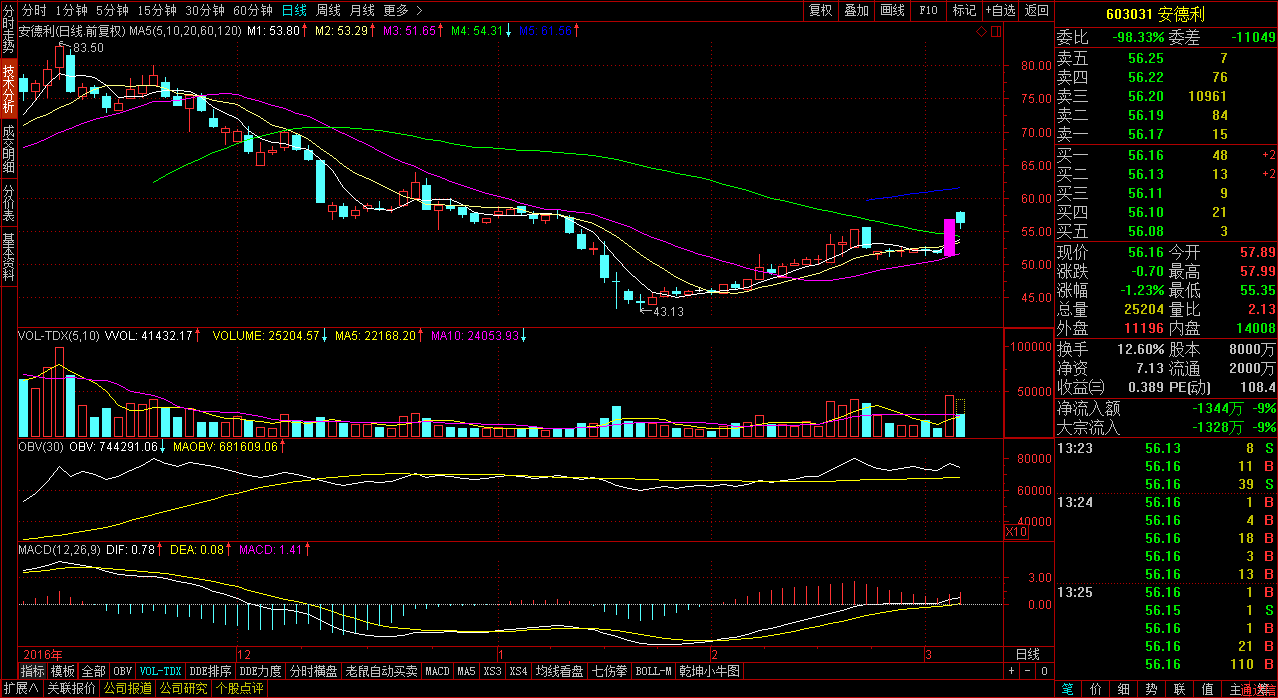 分时 1分钟 5分钟 15分钟 30分钟 60分钟 日线 周线 月线 更多 >
复权 叠加 画线 F10 标记 +自选 返回
分时走势
技术分析
成交明细
分价表
基本资料
安德利(日线.前复权) MA5(5,10,20,60,120) M1: 53.80↑ M2: 53.29↑ M3: 51.65↑ M4: 54.31↓ M5: 61.56↑
83.50
43.13
80.00
75.00
70.00
65.00
60.00
55.00
50.00
45.00
VOL-TDX(5,10) VVOL: 41432.17↑ VOLUME: 25204.57↓ MA5: 22168.20↑ MA10: 24053.93↓
100000
50000
OBV(30) OBV: 744291.06↓ MAOBV: 681609.06↑
80000
60000
40000
X10
MACD(12,26,9) DIF: 0.78↑ DEA: 0.08↑ MACD: 1.41↑
3.00
0.00
2016年 12 1 2 3 日线
指标 模板 全部 OBV VOL-TDX DDE排序 DDE力度 分时横盘 老鼠自动买卖 MACD MA5 XS3 XS4 均线看盘 七伤拳 BOLL-M 乾坤小牛图 + - 0
扩展∧ 关联报价 公司报道 公司研究 个股点评
603031 安德利
委比 -98.33% 委差 -11049
卖五 56.25 7
卖四 56.22 76
卖三 56.20 10961
卖二 56.19 84
卖一 56.17 15
买一 56.16 48 +2
买二 56.13 13 +2
买三 56.11 9
买四 56.10 21
买五 56.08 3
现价 56.16 今开 57.89
涨跌 -0.70 最高 57.99
涨幅 -1.23% 最低 55.35
总量 25204 量比 2.13
外盘 11196 内盘 14008
换手 12.60% 股本 8000万
净资 7.13 流通 2000万
收益㈢ 0.389 PE(动) 108.4
净流入额 -1344万 -9%
大宗流入 -1328万 -9%
13:23 56.13 8 S
56.16 11 B
56.16 39 S
13:24 56.16 1 B
56.16 4 B
56.16 18 B
56.16 3 B
56.16 13 B
13:25 56.16 1 B
56.15 1 S
56.16 1 B
56.16 21 B
56.16 110 B
笔 价 细 势 联 值 主